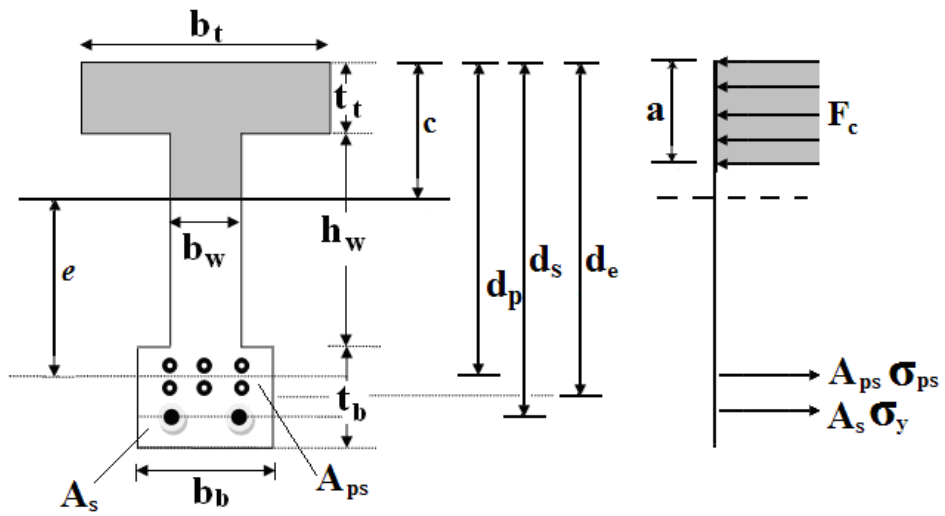 b_t
t_t
c
a
F_c
h_w
b_w
e
d_s
d_e
d_p
A_ps σ_ps
t_b
A_s σ_y
A_s
b_b
A_ps